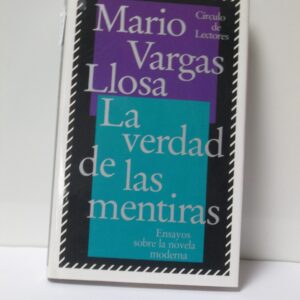 Mario
Vargas
Llosa
Círculo
de
Lectores
La
verdad
de las
mentiras
Ensayos
sobre la novela
moderna